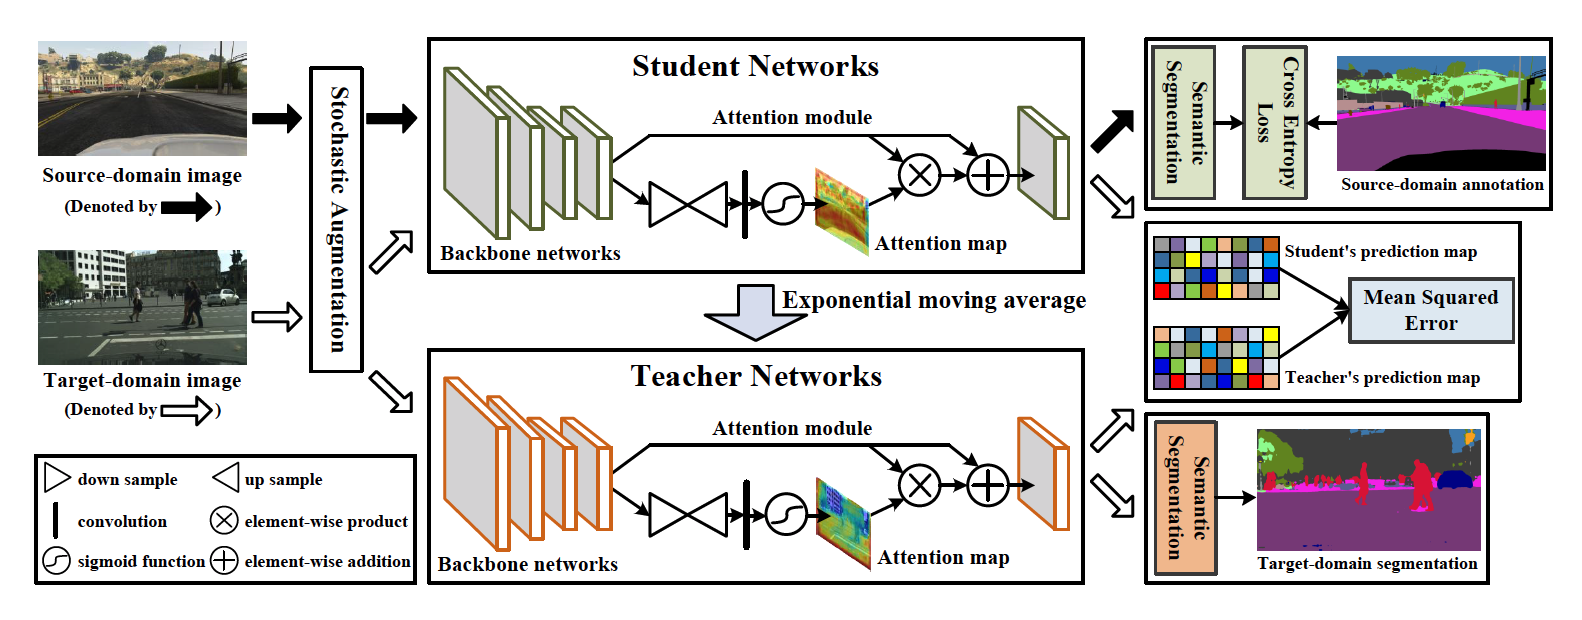 Source-domain image
(Denoted by )
Target-domain image
(Denoted by )
down sample
up sample
convolution
element-wise product
sigmoid function
element-wise addition
Stochastic Augmentation
Student Networks
Attention module
Backbone networks
Attention map
Exponential moving average
Teacher Networks
Attention module
Backbone networks
Attention map
Semantic
Segmentation
Cross Entropy
Loss
Source-domain annotation
Student's prediction map
Mean Squared
Error
Teacher's prediction map
Semantic
Segmentation
Target-domain segmentation